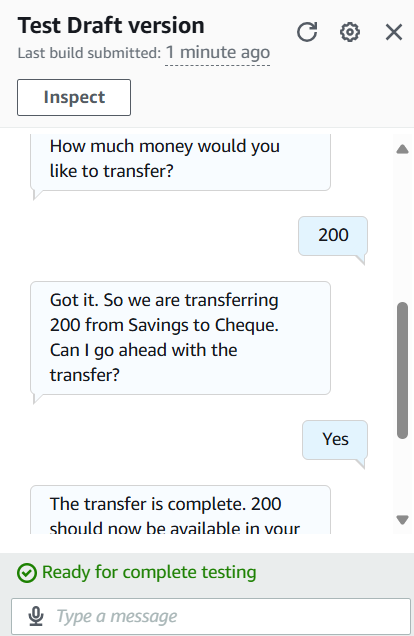 Test Draft version
Last build submitted: 1 minute ago
Inspect
How much money would you
like to transfer?
200
Got it. So we are transferring
200 from Savings to Cheque.
Can I go ahead with the
transfer?
Yes
The transfer is complete. 200
should now be available in your
Ready for complete testing
Type a message